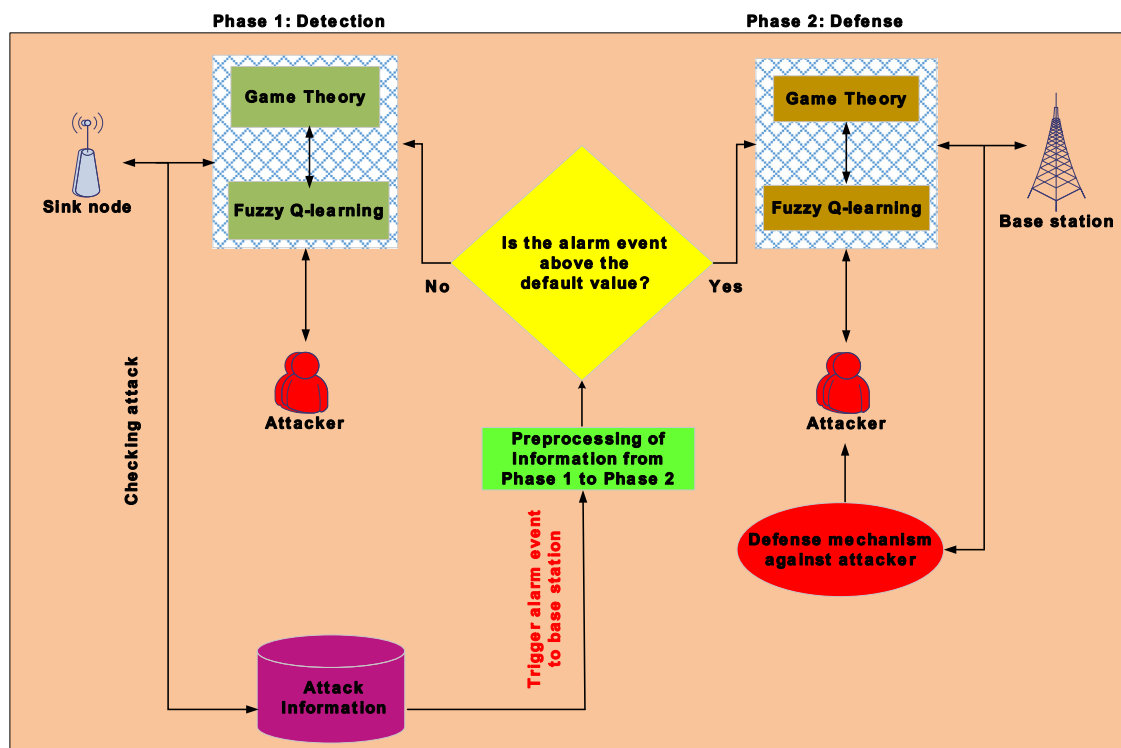 Phase 1: Detection
Phase 2: Defense
Game Theory
Fuzzy Q-learning
Sink node
Attacker
Checking attack
Attack
information
Trigger alarm event
to base station
Preprocessing of
information from
Phase 1 to Phase 2
Is the alarm event
above the
default value?
No
Yes
Game Theory
Fuzzy Q-learning
Base station
Attacker
Defense mechanism
against attacker